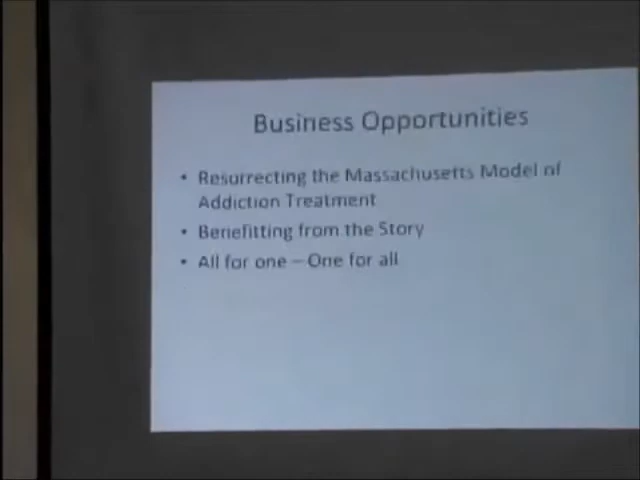 Business Opportunities
• Resurrecting the Massachusetts Model of
Addiction Treatment
• Benefitting from the Story
• All for one – One for all